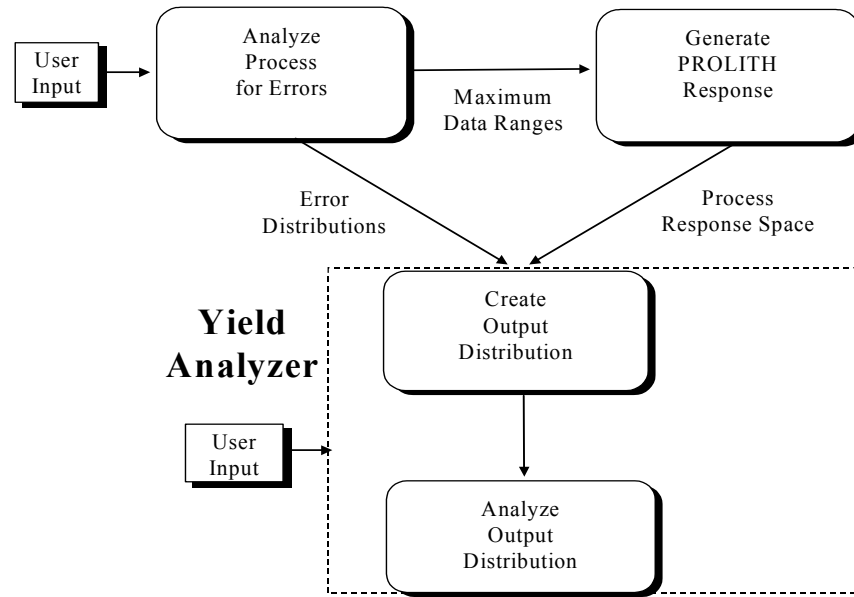 User
Input
Analyze
Process
for Errors
Maximum
Data Ranges
Generate
PROLITH
Response
Error
Distributions
Process
Response Space
Yield
Analyzer
Create
Output
Distribution
User
Input
Analyze
Output
Distribution